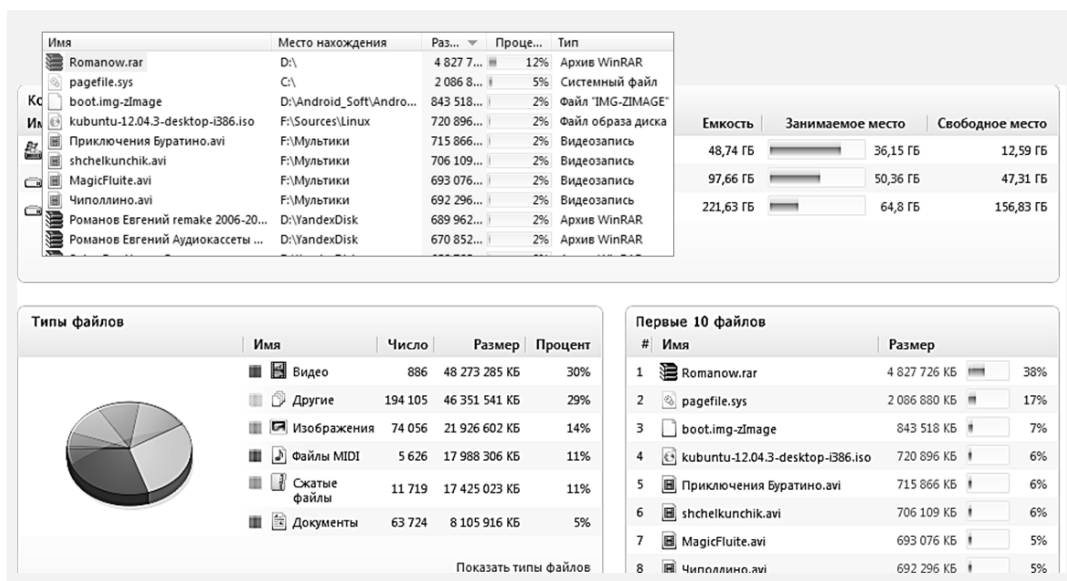 Имя Место нахождения Раз... Проце... Тип
Romanow.rar D:\ 4 827 7... 12% Архив WinRAR
pagefile.sys C:\ 2 086 8... 5% Системный файл
boot.img-zImage D:\Android_Soft\Andro... 843 518... 2% Файл "IMG-ZIMAGE"
kubuntu-12.04.3-desktop-i386.iso F:\Sources\Linux 720 896... 2% Файл образа диска
Приключения Буратино.avi F:\Мультики 715 866... 2% Видеозапись
shchelkunchik.avi F:\Мультики 706 109... 2% Видеозапись
MagicFluite.avi F:\Мультики 693 076... 2% Видеозапись
Чиполлино.avi F:\Мультики 692 296... 2% Видеозапись
Романов Евгений remake 2006-20... D:\YandexDisk 689 962... 2% Архив WinRAR
Романов Евгений Аудиокассеты ... D:\YandexDisk 670 852... 2% Архив WinRAR
Емкость Занимаемое место Свободное место
48,74 ГБ 36,15 ГБ 12,59 ГБ
97,66 ГБ 50,36 ГБ 47,31 ГБ
221,63 ГБ 64,8 ГБ 156,83 ГБ
Типы файлов
Имя Число Размер Процент
Видео 886 48 273 285 КБ 30%
Другие 194 105 46 351 541 КБ 29%
Изображения 74 056 21 926 602 КБ 14%
Файлы MIDI 5 626 17 988 306 КБ 11%
Сжатые
файлы 11 719 17 425 023 КБ 11%
Документы 63 724 8 105 916 КБ 5%
Показать типы файлов
Первые 10 файлов
# Имя Размер
1 Romanow.rar 4 827 726 КБ 38%
2 pagefile.sys 2 086 880 КБ 17%
3 boot.img-zImage 843 518 КБ 7%
4 kubuntu-12.04.3-desktop-i386.iso 720 896 КБ 6%
5 Приключения Буратино.avi 715 866 КБ 6%
6 shchelkunchik.avi 706 109 КБ 6%
7 MagicFluite.avi 693 076 КБ 5%
8 Чиполлино.avi 692 296 КБ 5%